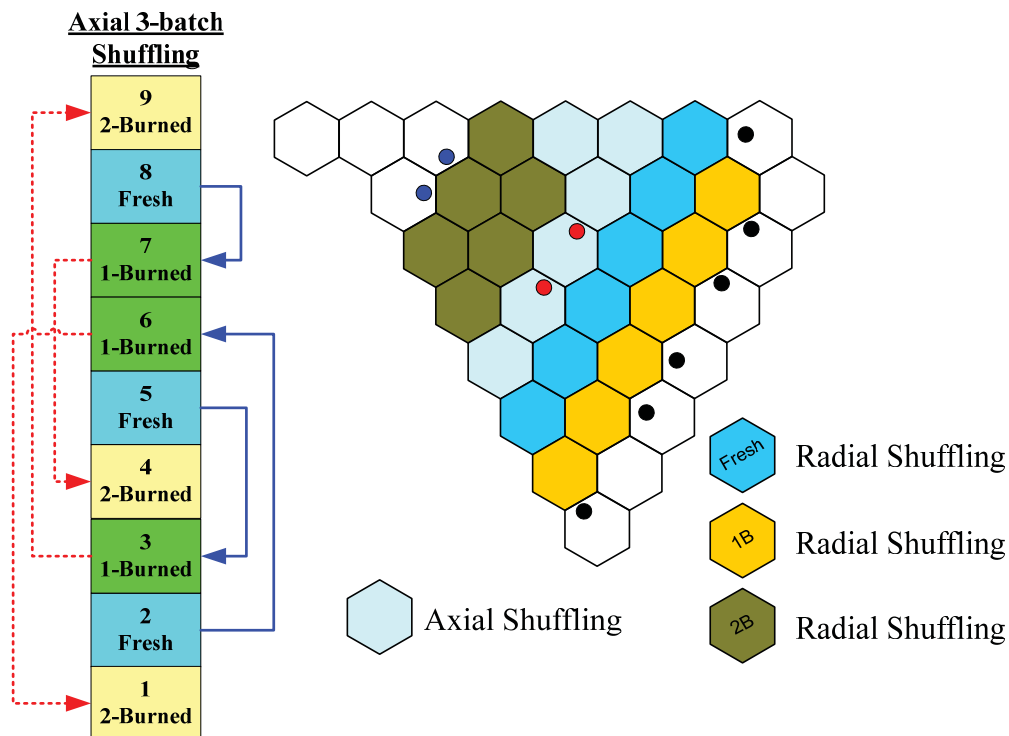 Axial 3-batch
Shuffling
9
2-Burned
8
Fresh
7
1-Burned
6
1-Burned
5
Fresh
4
2-Burned
3
1-Burned
2
Fresh
1
2-Burned
Fresh
Radial Shuffling
1B
Radial Shuffling
2B
Radial Shuffling
Axial Shuffling